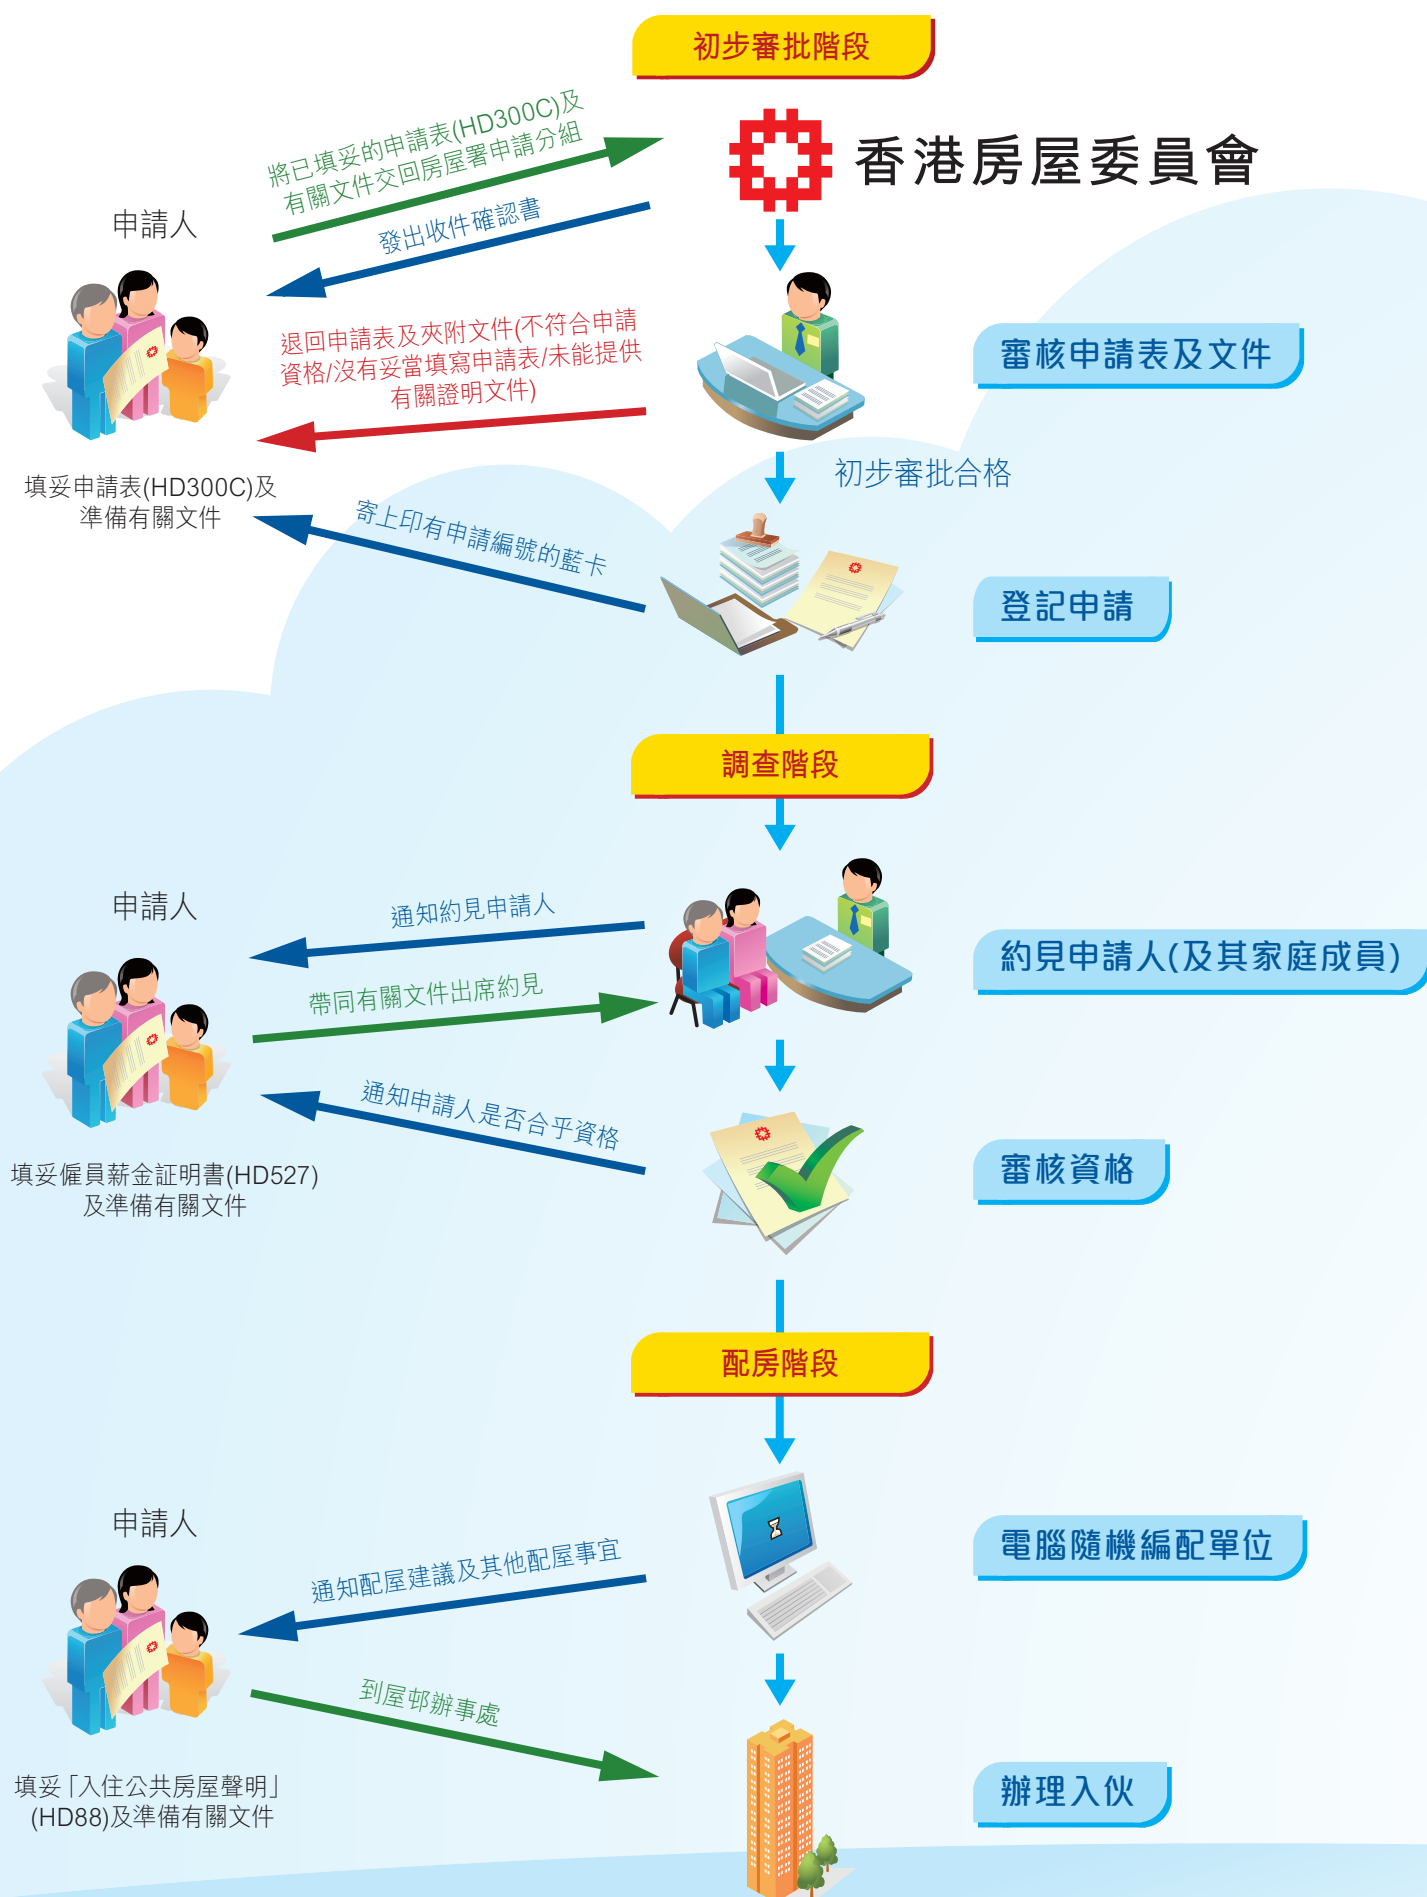 初步審批階段
香港房屋委員會
將已填妥的申請表(HD300C)及
有關文件交回房屋署申請分組
申請人
發出收件確認書
退回申請表及夾附文件(不符合申請
資格/沒有妥當填寫申請表/未能提供
有關證明文件)
審核申請表及文件
填妥申請表(HD300C)及
準備有關文件
初步審批合格
寄上印有申請編號的藍卡
登記申請
調查階段
申請人
通知約見申請人
約見申請人(及其家庭成員)
帶同有關文件出席約見
通知申請人是否合乎資格
審核資格
填妥僱員薪金証明書(HD527)
及準備有關文件
配房階段
申請人
通知配屋建議及其他配屋事宜
電腦隨機編配單位
到屋邨辦事處
填妥「入住公共房屋聲明」
(HD88)及準備有關文件
辦理入伙